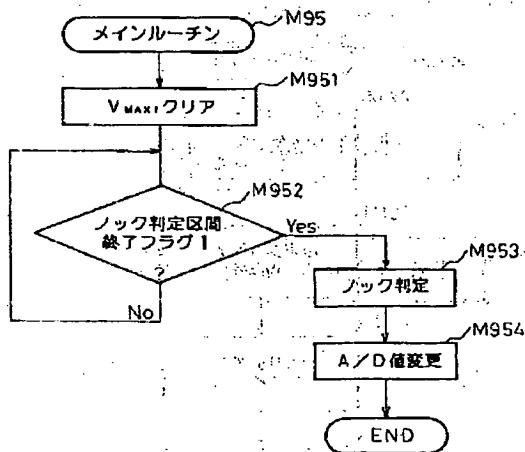 メインルーチン
M95
M951
VMAX1クリア
M952
ノック判定区間
終了フラグ1
?
Yes
No
M953
ノック判定
M954
A/D値変更
END